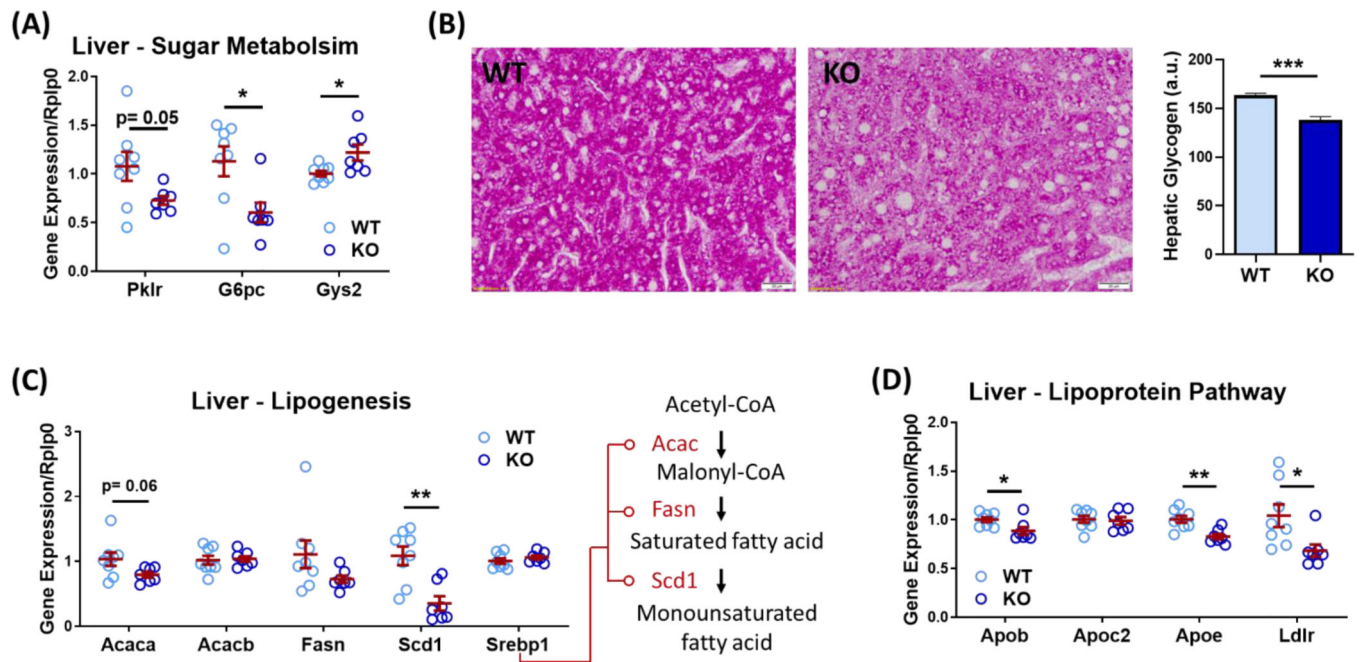 (A)
Liver - Sugar Metabolsim
Gene Expression/Rplp0
2.0
1.5
1.0
0.5
0.0
p= 0.05
*
*
WT
KO
Pklr
G6pc
Gys2
(B)
WT
KO
Hepatic Glycogen (a.u.)
200
150
100
50
0
***
WT
KO
(C)
Liver - Lipogenesis
Gene Expression/Rplp0
3
2
1
0
p= 0.06
**
WT
KO
Acaca
Acacb
Fasn
Scd1
Srebp1
Acetyl-CoA
Acac
Malonyl-CoA
Fasn
Saturated fatty acid
Scd1
Monounsaturated
fatty acid
(D)
Liver - Lipoprotein Pathway
Gene Expression/Rplp0
2.0
1.5
1.0
0.5
0.0
*
**
*
WT
KO
Apob
Apoc2
Apoe
Ldlr